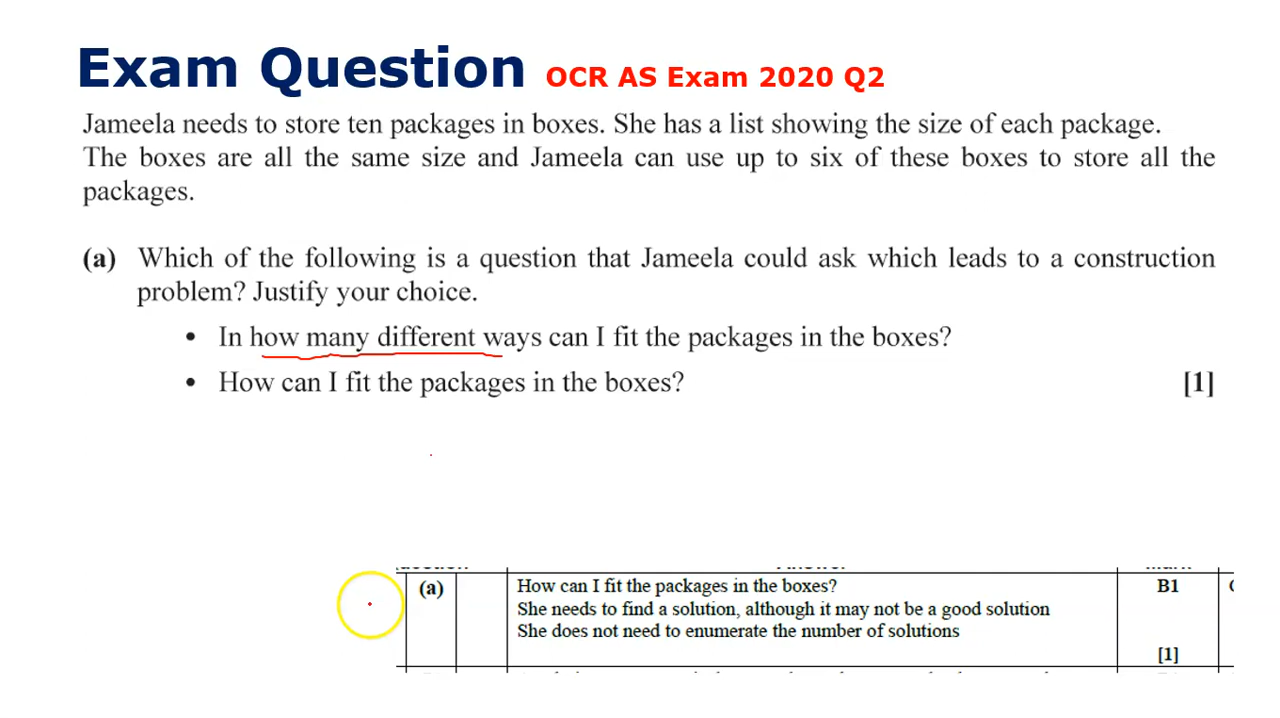 Exam Question OCR AS Exam 2020 Q2
Jameela needs to store ten packages in boxes. She has a list showing the size of each package.
The boxes are all the same size and Jameela can use up to six of these boxes to store all the
packages.
(a) Which of the following is a question that Jameela could ask which leads to a construction
problem? Justify your choice.
• In how many different ways can I fit the packages in the boxes?
• How can I fit the packages in the boxes? [1]
(a) How can I fit the packages in the boxes? B1
She needs to find a solution, although it may not be a good solution
She does not need to enumerate the number of solutions
[1]